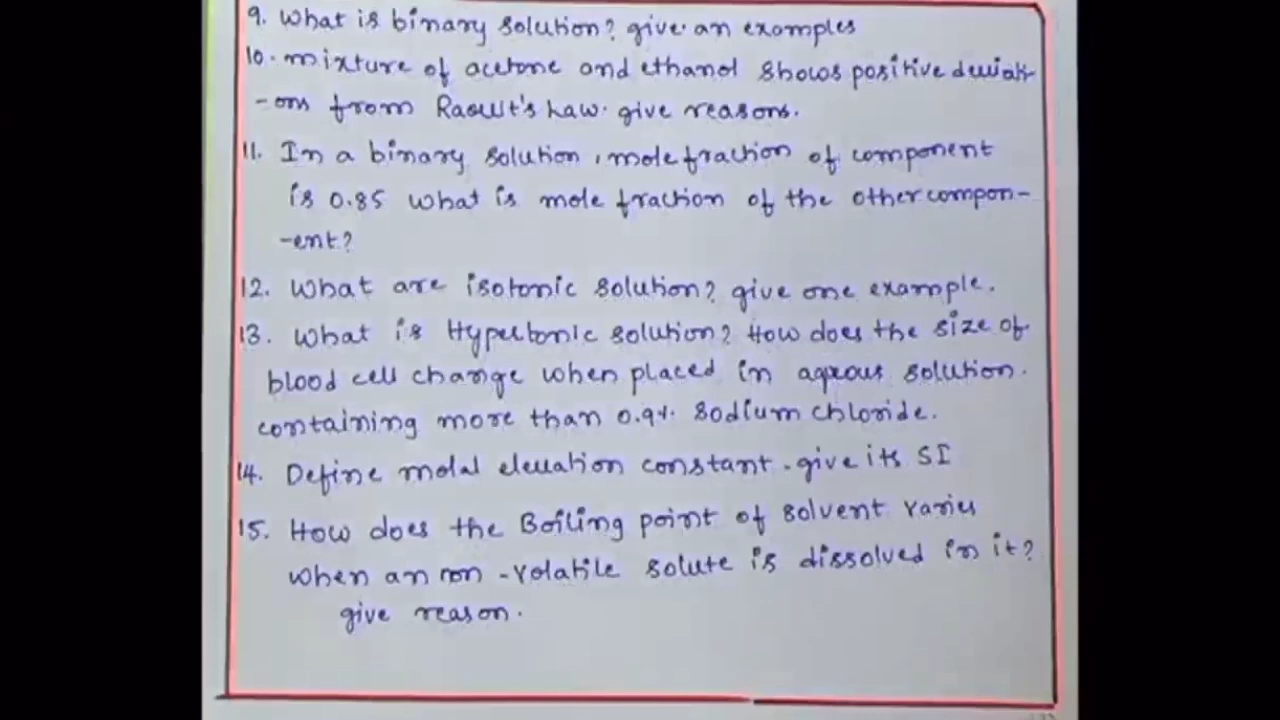 9. What is binary solution? give an examples
10. mixture of acetone and ethanol shows positive deviati-
-ons from Raoult's Law. give reasons.
11. In a binary solution, mole fraction of component
is 0.85 what is mole fraction of the other compon-
-ent?
12. What are isotonic solution? give one example.
13. What is Hypertonic solution? How does the size of
blood cell change when placed in aqeous solution.
containing more than 0.9%. sodium chloride.
14. Define molal elevation constant. give its SI
15. How does the Boiling point of solvent varies
when an non -volatile solute is dissolved in it?
give reason.